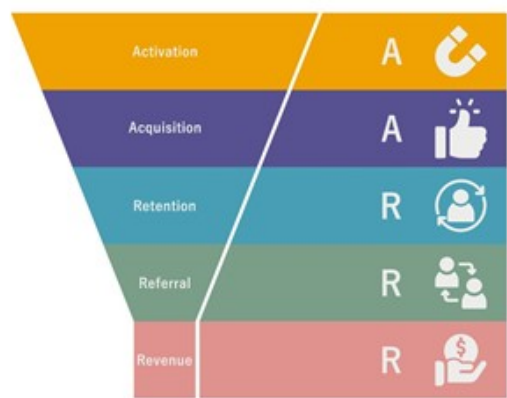 Activation A
Acquisition A
Retention R
Referral R
$
Revenue R